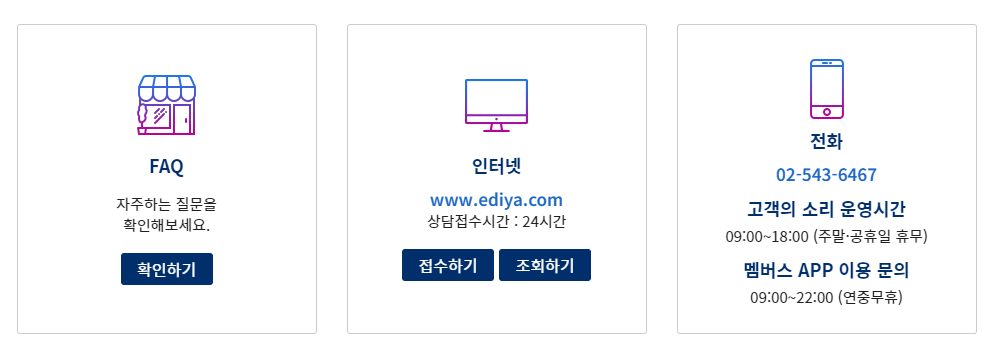 FAQ
자주하는 질문을
확인해보세요.
확인하기
인터넷
www.ediya.com
상담접수시간 : 24시간
접수하기
조회하기
전화
02-543-6467
고객의 소리 운영시간
09:00~18:00 (주말·공휴일 휴무)
멤버스 APP 이용 문의
09:00~22:00 (연중무휴)